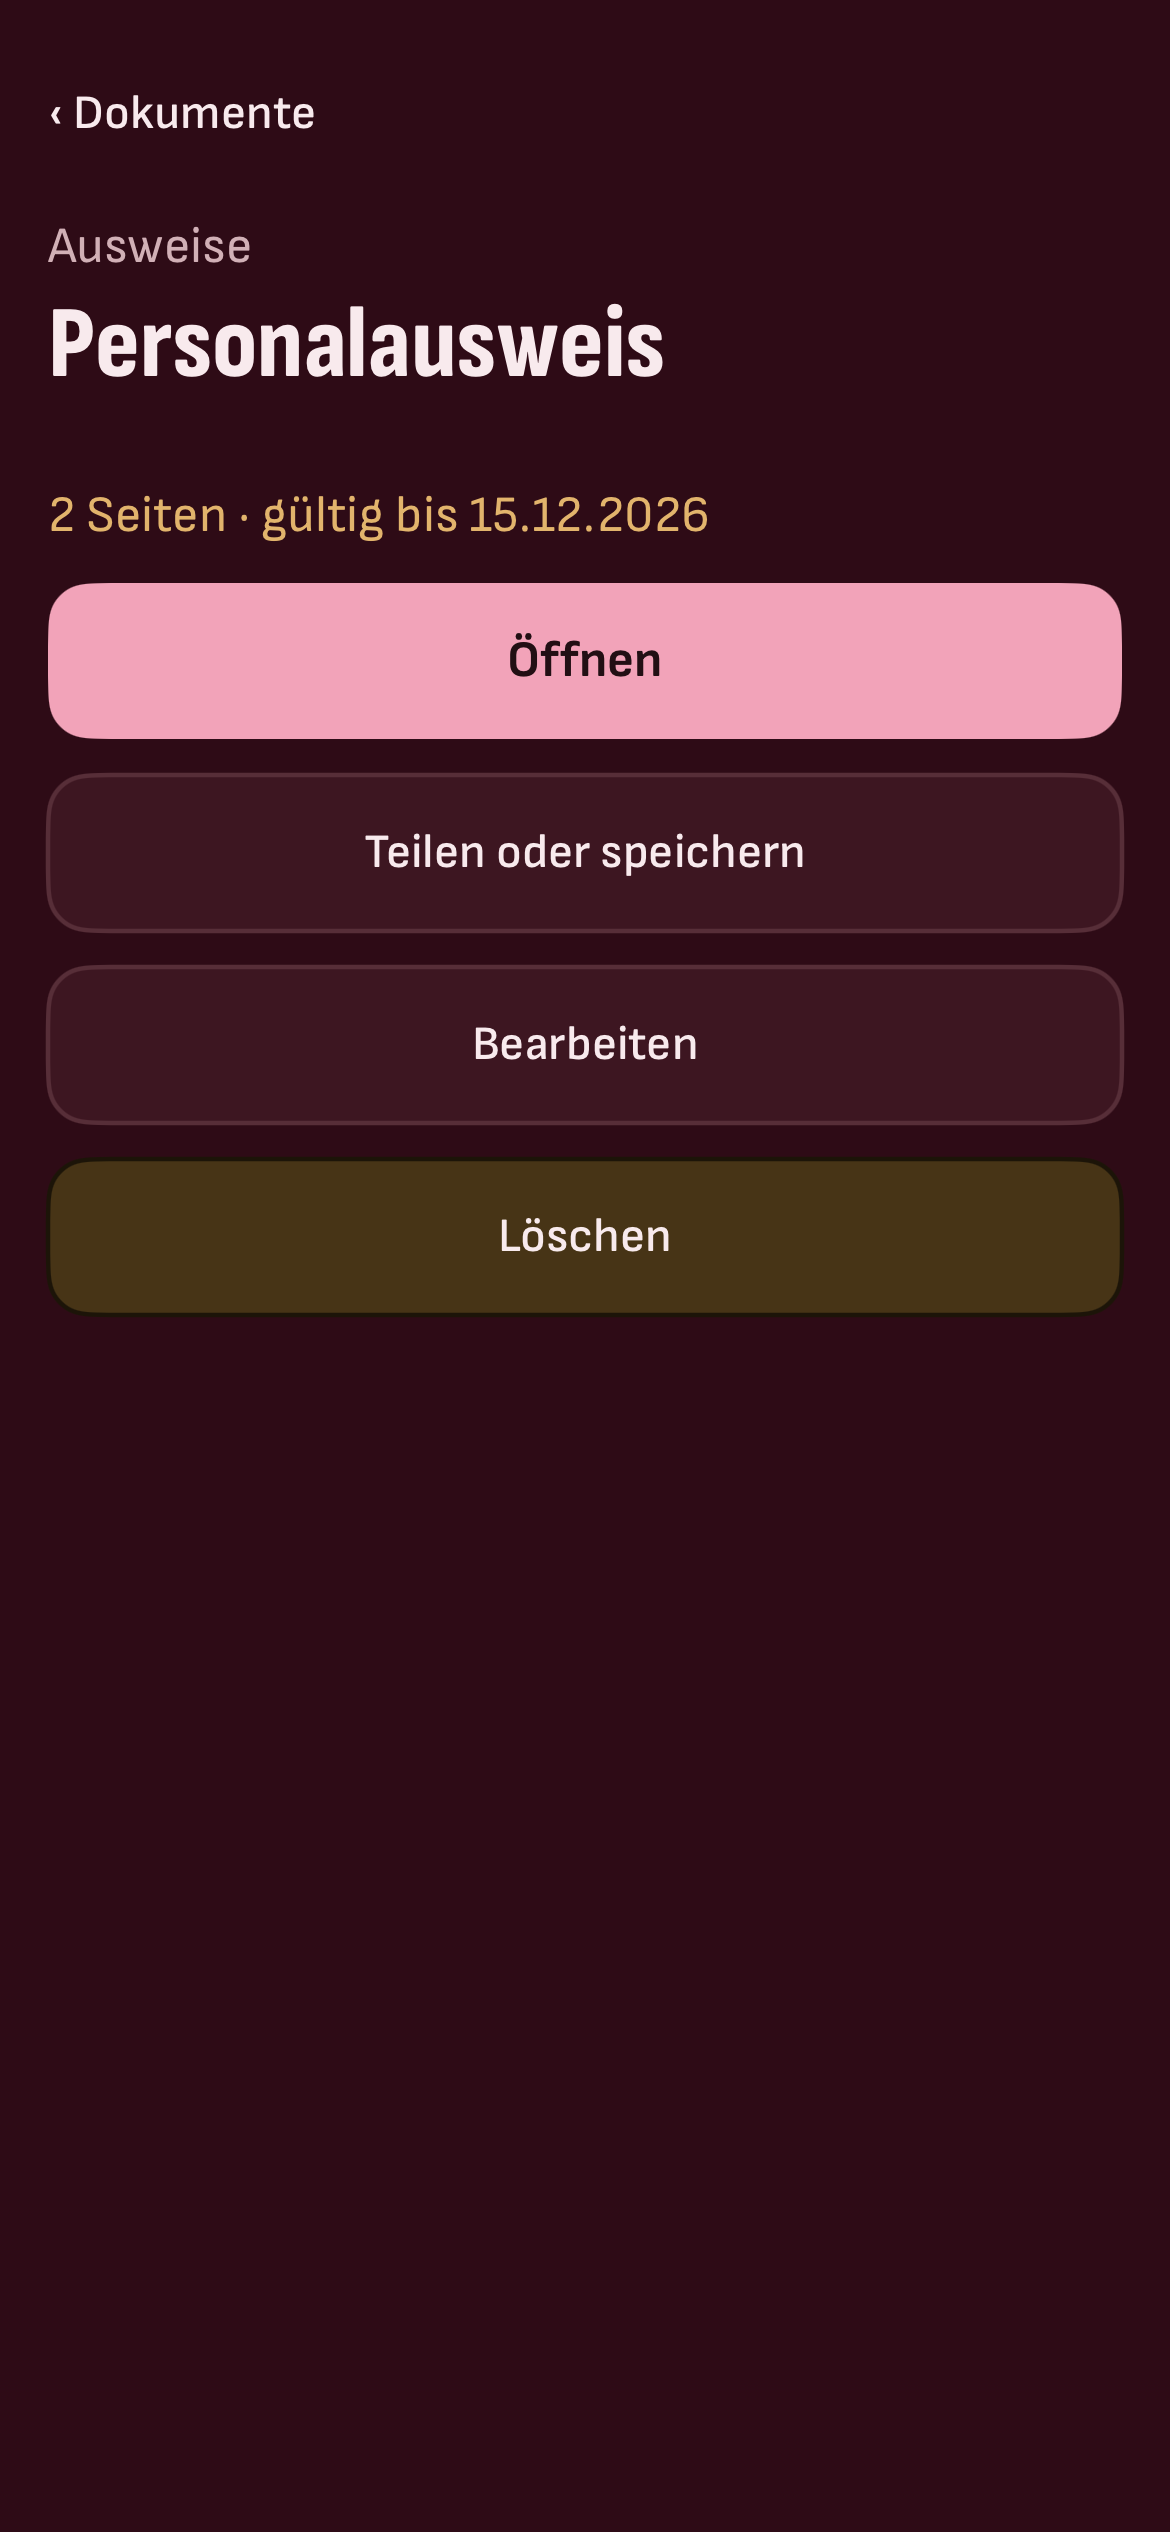 ‹ Dokumente
Ausweise
Personalausweis
2 Seiten · gültig bis 15.12.2026
Öffnen
Teilen oder speichern
Bearbeiten
Löschen